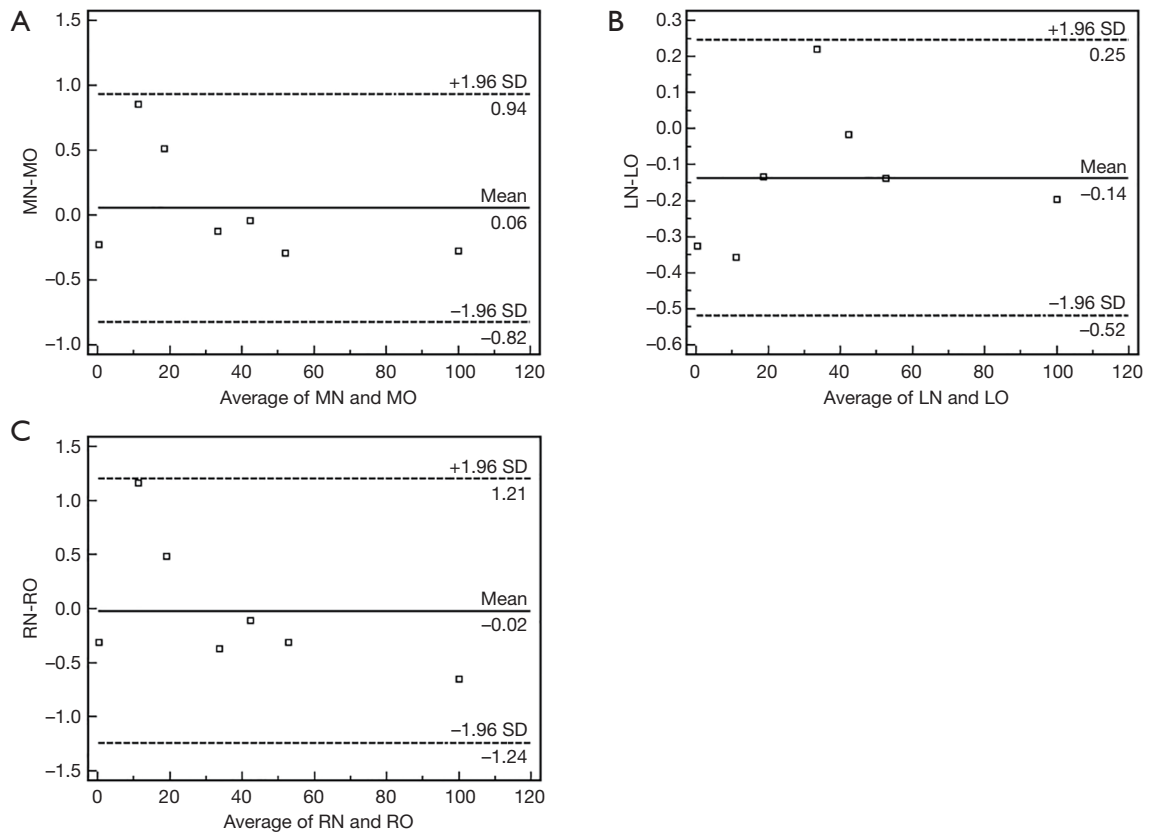 A
1.5
1.0
0.5
0.0
−0.5
−1.0
MN-MO
+1.96 SD
0.94
Mean
0.06
−1.96 SD
−0.82
0 20 40 60 80 100 120
Average of MN and MO
B
0.3
0.2
0.1
0.0
−0.1
−0.2
−0.3
−0.4
−0.5
−0.6
LN-LO
+1.96 SD
0.25
Mean
−0.14
−1.96 SD
−0.52
0 20 40 60 80 100 120
Average of LN and LO
C
1.5
1.0
0.5
0.0
−0.5
−1.0
−1.5
RN-RO
+1.96 SD
1.21
Mean
−0.02
−1.96 SD
−1.24
0 20 40 60 80 100 120
Average of RN and RO